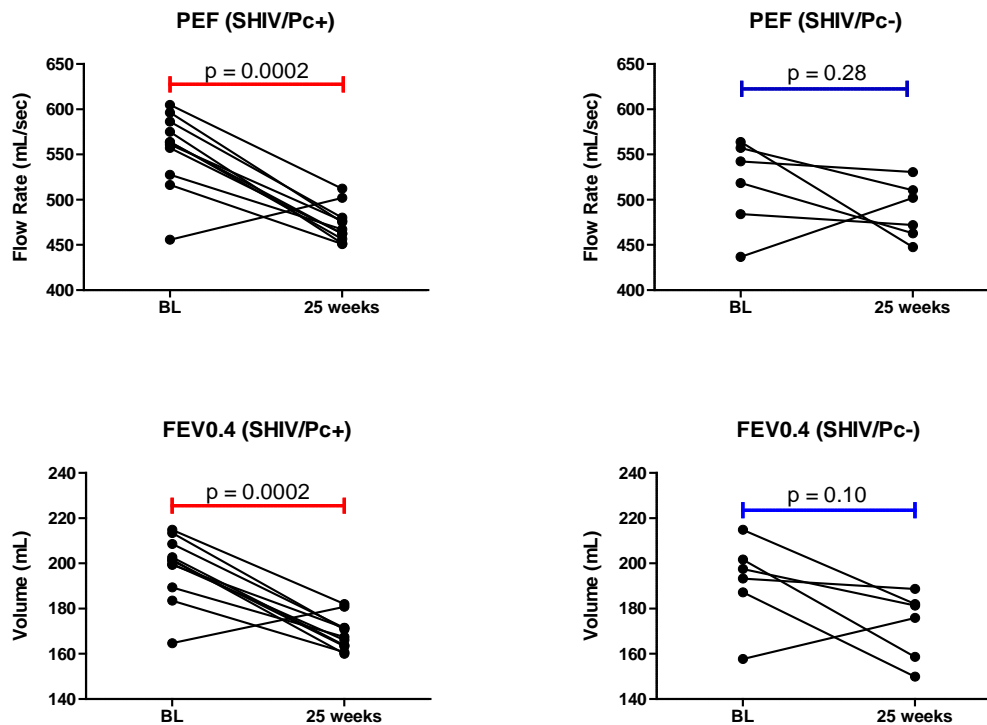 PEF (SHIV/Pc+)
650
600
550
500
450
400
Flow Rate (mL/sec)
p = 0.0002
BL
25 weeks
PEF (SHIV/Pc-)
650
600
550
500
450
400
Flow Rate (mL/sec)
p = 0.28
BL
25 weeks
FEV0.4 (SHIV/Pc+)
240
220
200
180
160
140
Volume (mL)
p = 0.0002
BL
25 weeks
FEV0.4 (SHIV/Pc-)
240
220
200
180
160
140
Volume (mL)
p = 0.10
BL
25 weeks